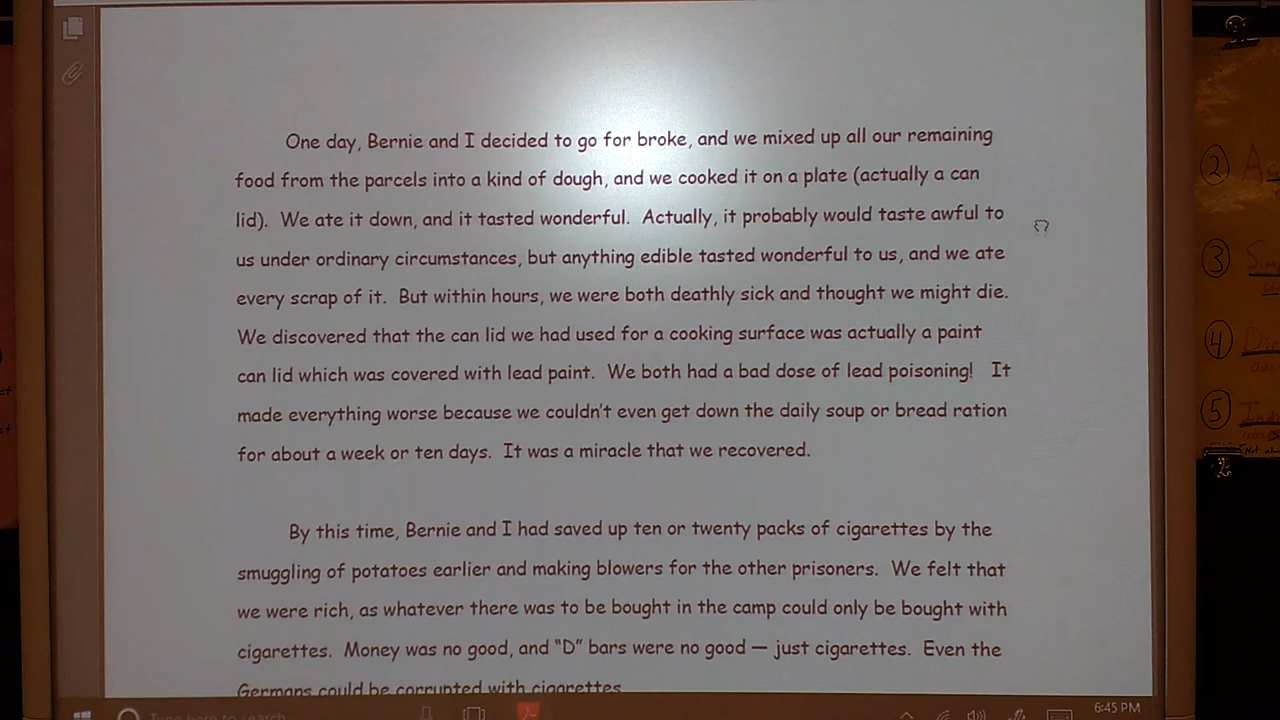 One day, Bernie and I decided to go for broke, and we mixed up all our remaining
food from the parcels into a kind of dough, and we cooked it on a plate (actually a can
lid). We ate it down, and it tasted wonderful. Actually, it probably would taste awful to
us under ordinary circumstances, but anything edible tasted wonderful to us, and we ate
every scrap of it. But within hours, we were both deathly sick and thought we might die.
We discovered that the can lid we had used for a cooking surface was actually a paint
can lid which was covered with lead paint. We both had a bad dose of lead poisoning! It
made everything worse because we couldn't even get down the daily soup or bread ration
for about a week or ten days. It was a miracle that we recovered.
By this time, Bernie and I had saved up ten or twenty packs of cigarettes by the
smuggling of potatoes earlier and making blowers for the other prisoners. We felt that
we were rich, as whatever there was to be bought in the camp could only be bought with
cigarettes. Money was no good, and "D" bars were no good — just cigarettes. Even the
Germans could be corrupted with cigarettes
Type here to search
6:45 PM
2
3
4
5
Not